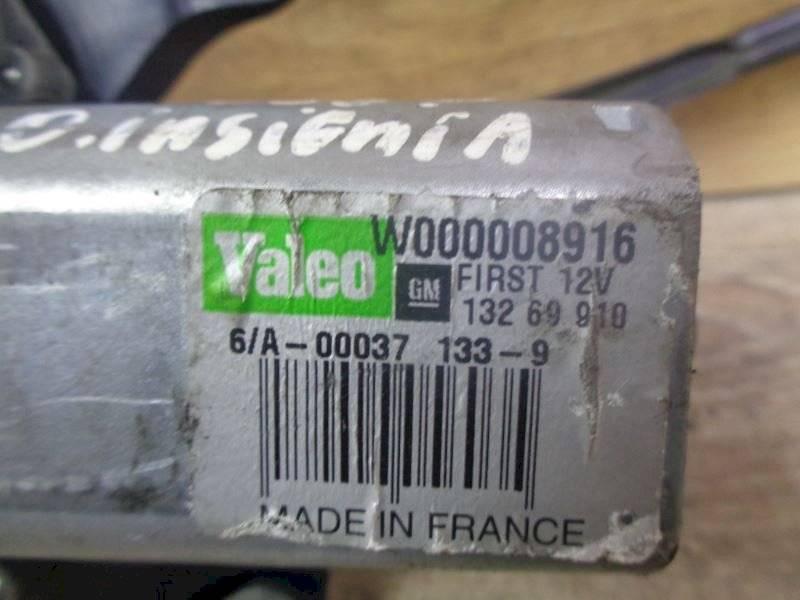 O.INSIGNIA
Valeo W000008916
GM FIRST 12V
132 69 910
6/A-00037 133-9
MADE IN FRANCE